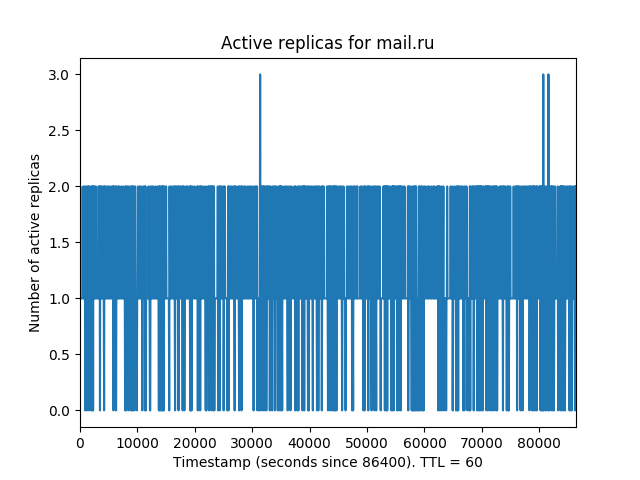 Active replicas for mail.ru
Number of active replicas
3.0
2.5
2.0
1.5
1.0
0.5
0.0
0 10000 20000 30000 40000 50000 60000 70000 80000
Timestamp (seconds since 86400). TTL = 60